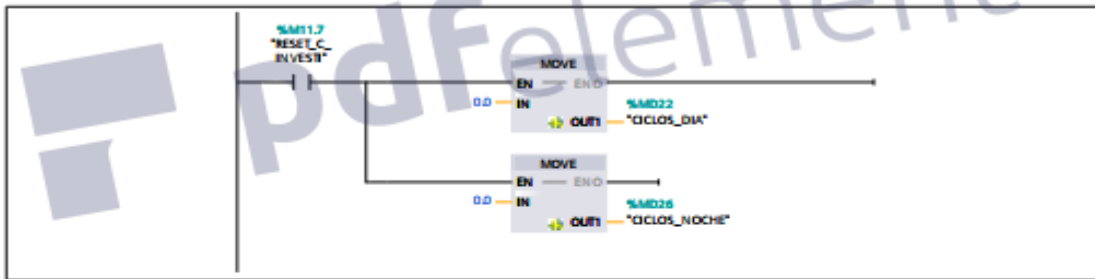 pdfelement
%M11.7
"RESET_C_
INVESTI"
MOVE
EN ENO
0.0 IN
%MD22
OUT1 "CICLOS_DIA"
MOVE
EN ENO
0.0 IN
%MD26
OUT1 "CICLOS_NOCHE"